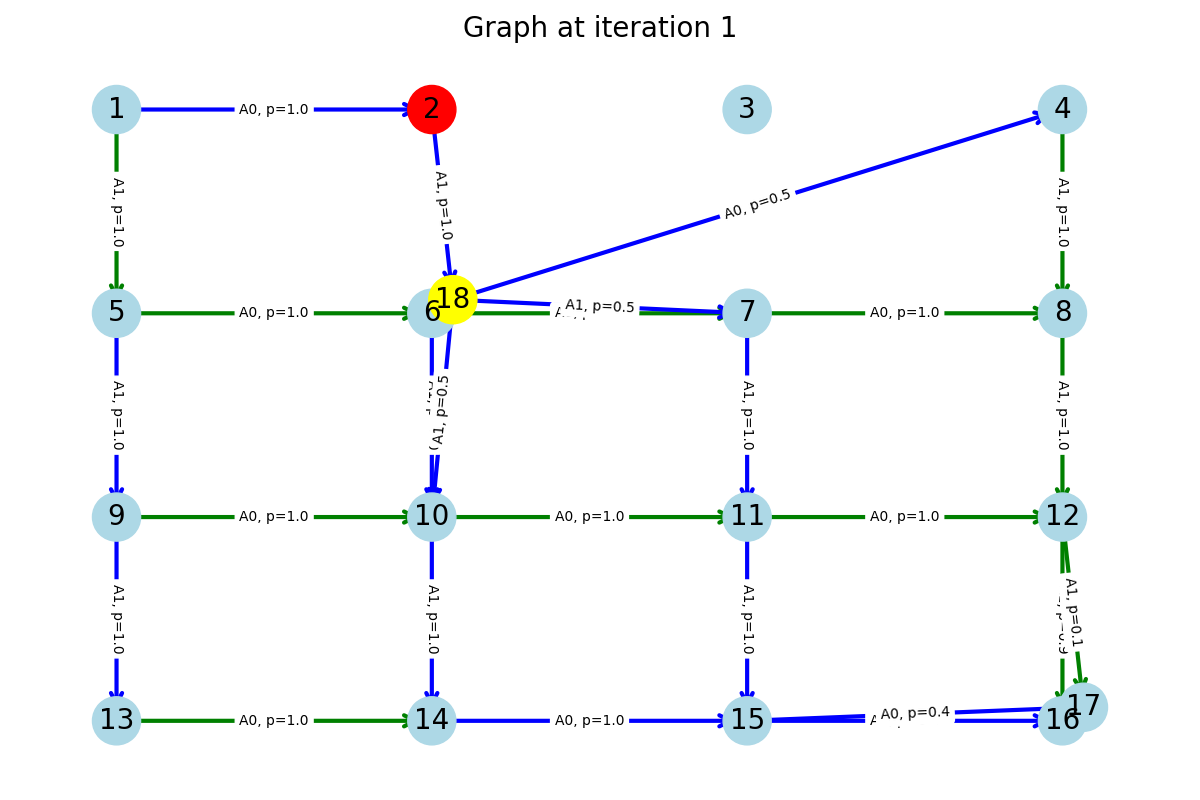 Graph at iteration 1
1
A0, p=1.0
2
3
4
A1, p=1.0
A1, p=1.0
A0, p=0.5
A1, p=1.0
5
A0, p=1.0
6
18
A1, p=0.5
7
A0, p=1.0
8
A1, p=1.0
A1, p=0.5
A1, p=1.0
A1, p=1.0
9
A0, p=1.0
10
A0, p=1.0
11
A0, p=1.0
12
A1, p=1.0
A1, p=1.0
A1, p=1.0
A1, p=0.1
13
A0, p=1.0
14
A0, p=1.0
15
A0, p=0.4
16
17